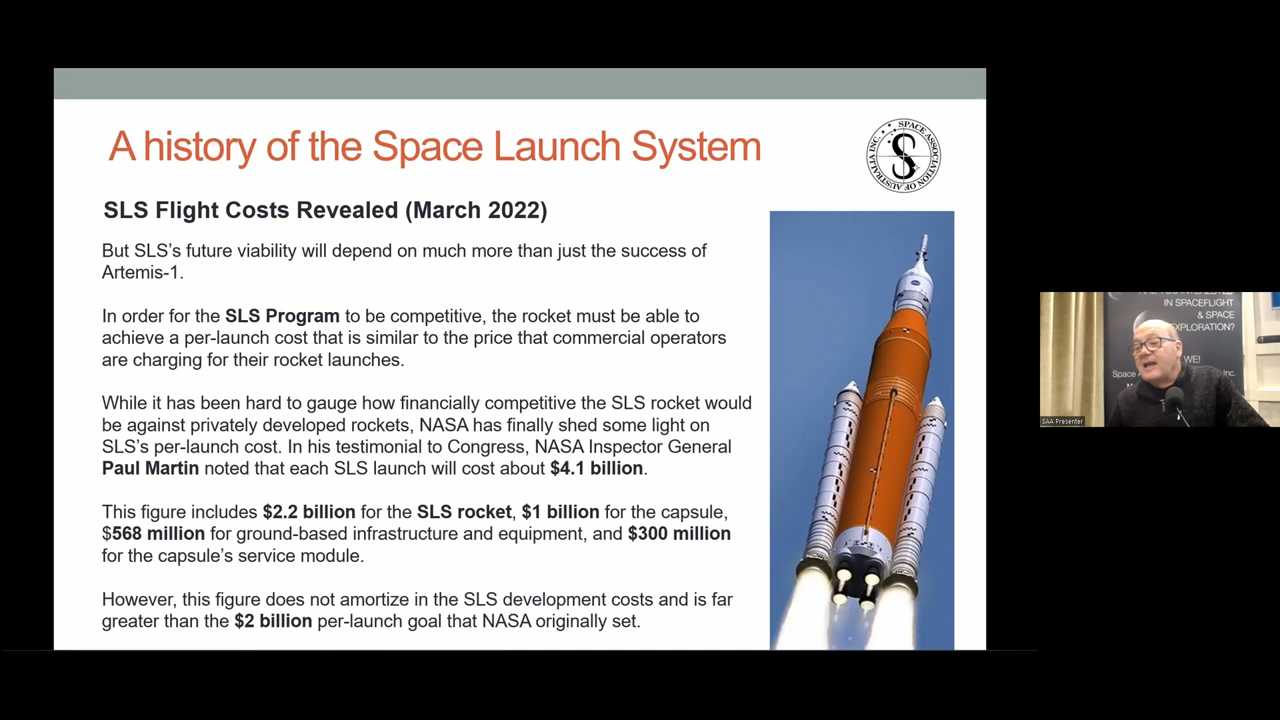 A history of the Space Launch System
SPACE ASSOCIATION OF AUSTRALIA INC.
S
SLS Flight Costs Revealed (March 2022)
But SLS’s future viability will depend on much more than just the success of
Artemis-1.
In order for the SLS Program to be competitive, the rocket must be able to
achieve a per-launch cost that is similar to the price that commercial operators
are charging for their rocket launches.
While it has been hard to gauge how financially competitive the SLS rocket would
be against privately developed rockets, NASA has finally shed some light on
SLS’s per-launch cost. In his testimonial to Congress, NASA Inspector General
Paul Martin noted that each SLS launch will cost about $4.1 billion.
This figure includes $2.2 billion for the SLS rocket, $1 billion for the capsule,
$568 million for ground-based infrastructure and equipment, and $300 million
for the capsule’s service module.
However, this figure does not amortize in the SLS development costs and is far
greater than the $2 billion per-launch goal that NASA originally set.
IN SPACEFLIGHT
& SPACE
WE!
Space
Inc.
SAA Presenter